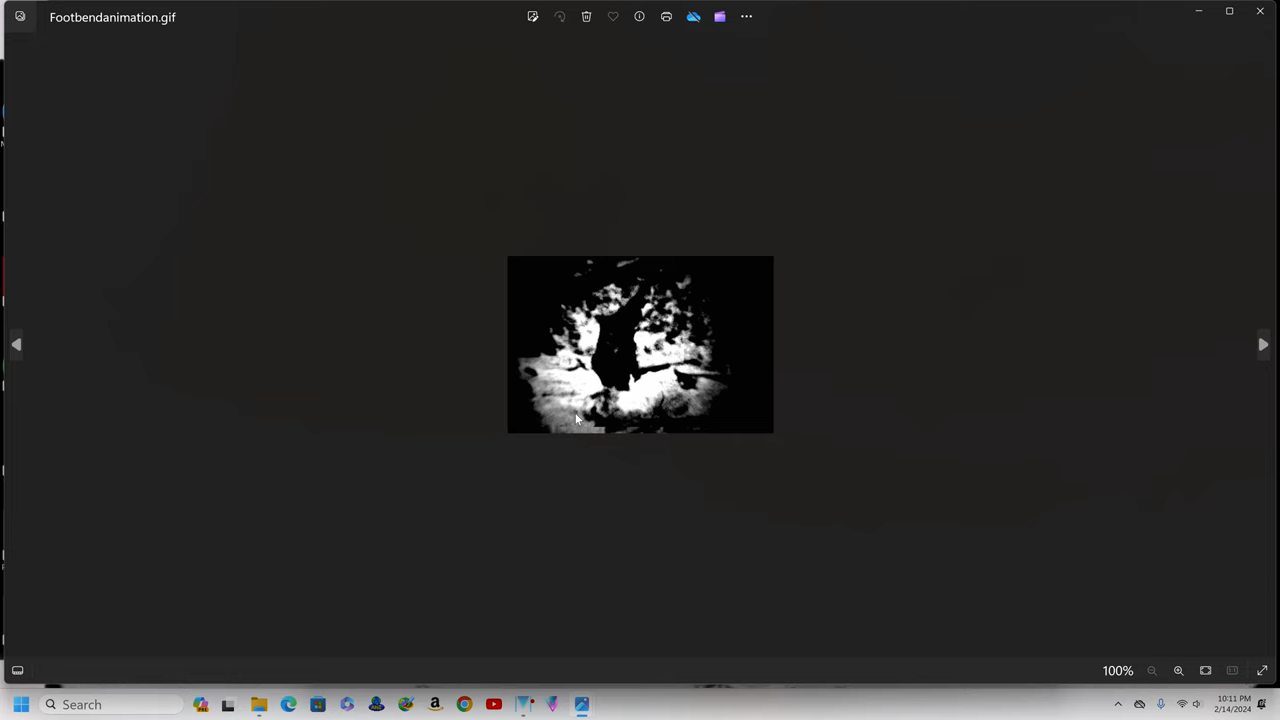 Footbendanimation.gif
100%
Search
10:11 PM
2/14/2024